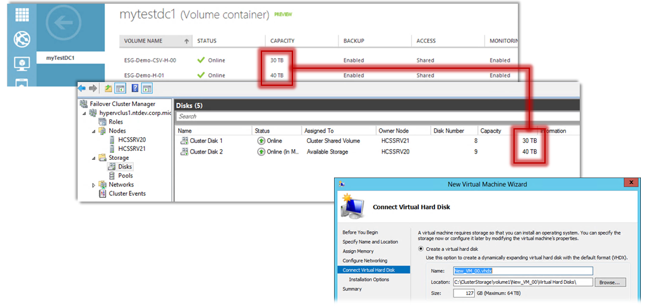 mytestdc1 (Volume container) PREVIEW
VOLUME NAME STATUS CAPACITY BACKUP ACCESS MONITORING
myTestDC1
ESG-Demo-CSV-H-00 Online 30 TB Enabled Shared Enabled
ESG-Demo-H-01 Online 40 TB Enabled Shared Enabled
Failover Cluster Manager
hypervclus1.ntdev.corp.mic
Roles
Nodes
HCSSRV20
HCSSRV21
Storage
Disks
Pools
Networks
Cluster Events
Disks (5)
Search
Name Status Assigned To Owner Node Disk Number Capacity Information
Cluster Disk 1 Online Cluster Shared Volume HCSSRV21 8 30 TB
Cluster Disk 2 Online (In M... Available Storage HCSSRV20 9 40 TB
New Virtual Machine Wizard
Connect Virtual Hard Disk
Before You Begin
Specify Name and Location
Assign Memory
Configure Networking
Connect Virtual Hard Disk
Installation Options
Summary
A virtual machine requires storage so that you can install an operating system. You can specify the
storage now or configure it later by modifying the virtual machine's properties.
Create a virtual hard disk
Use this option to create a dynamically expanding virtual hard disk with the default format (VHDX).
Name: New_VM_00.vhdx
Location: C:\ClusterStorage\volume1\New_VM_00\Virtual Hard Disks\ Browse...
Size: 127 GB (Maximum: 64 TB)